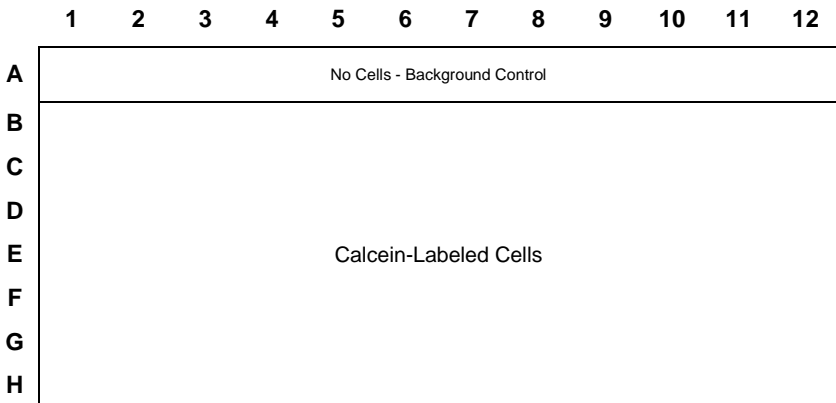 1 2 3 4 5 6 7 8 9 10 11 12
A No Cells - Background Control
B
C
D
E Calcein-Labeled Cells
F
G
H